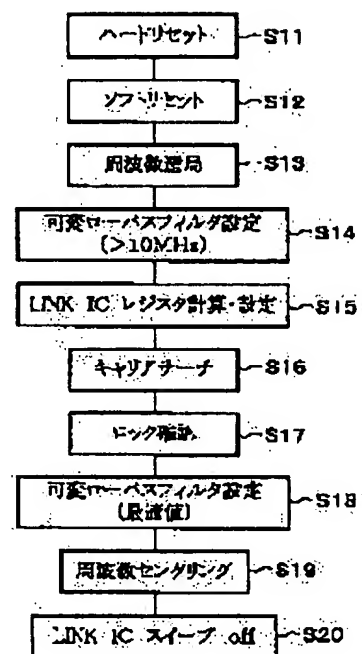 ハードリセット
S11
ソフトリセット
S12
周波数選局
S13
可変ローパスフィルタ設定
(>10MHz)
S14
LINK IC レジスタ計算・設定
S15
キャリアサーチ
S16
ロック確認
S17
可変ローパスフィルタ設定
(最適値)
S18
周波数センタリング
S19
LINK IC スイープ off
S20